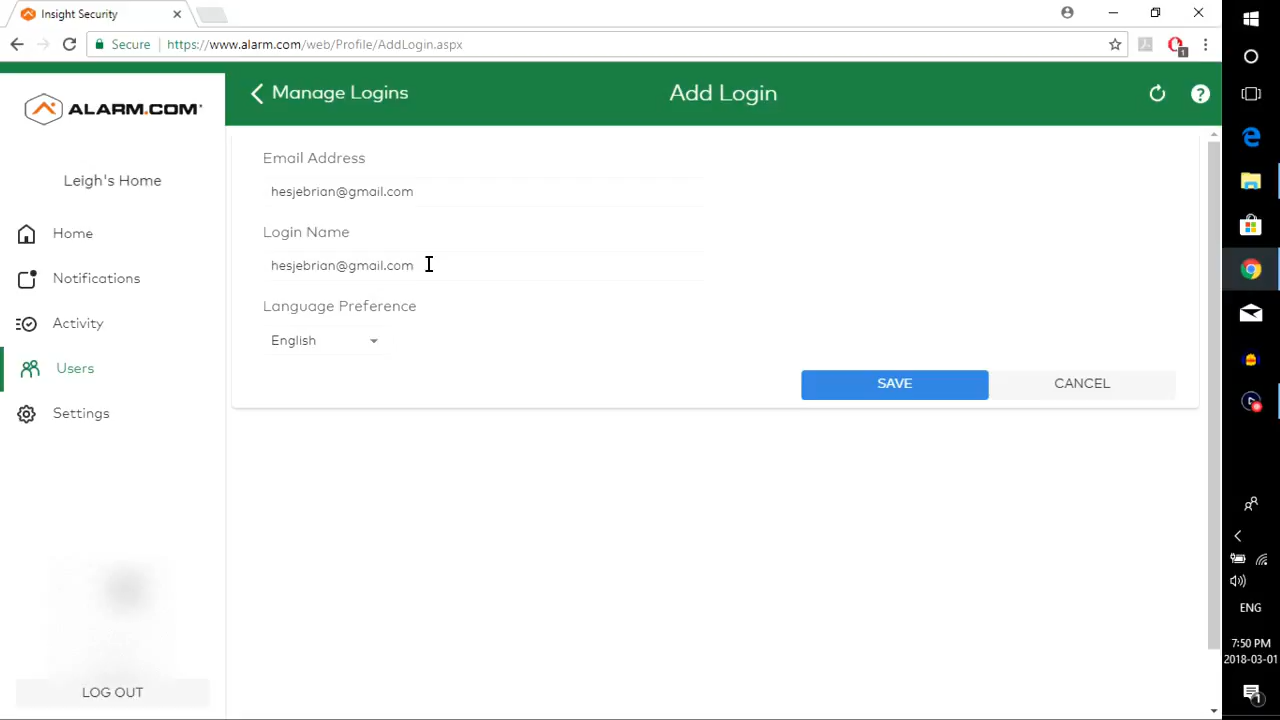 Insight Security
Secure https://www.alarm.com/web/Profile/AddLogin.aspx
1
ALARM.COM
Manage Logins
Add Login
?
Leigh's Home
Home
Notifications
Activity
Users
Settings
LOG OUT
Email Address
hesjebrian@gmail.com
Login Name
hesjebrian@gmail.com
Language Preference
English
SAVE
CANCEL
ENG
7:50 PM
2018-03-01
1